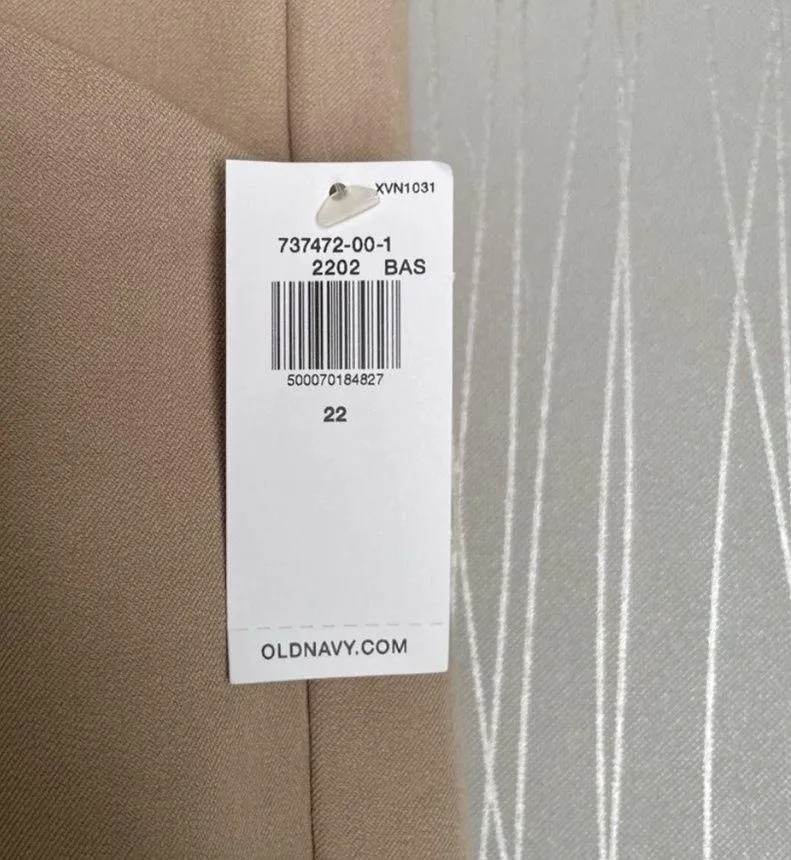 XVN1031
737472-00-1
2202 BAS
500070184827
22
OLDNAVY.COM